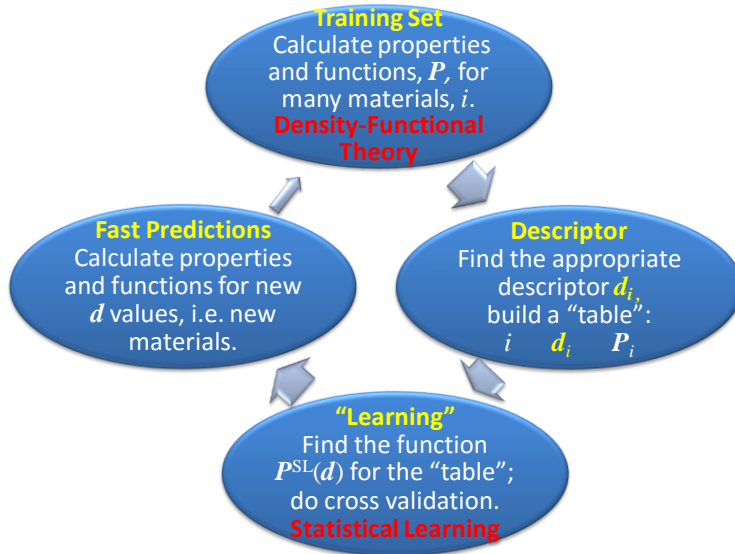 Training Set
Calculate properties
and functions, P, for
many materials, i.
Density-Functional
Theory
Fast Predictions
Calculate properties
and functions for new
d values, i.e. new
materials.
Descriptor
Find the appropriate
descriptor di,
build a “table”:
i di Pi
“Learning”
Find the function
PSL(d) for the “table”;
do cross validation.
Statistical Learning